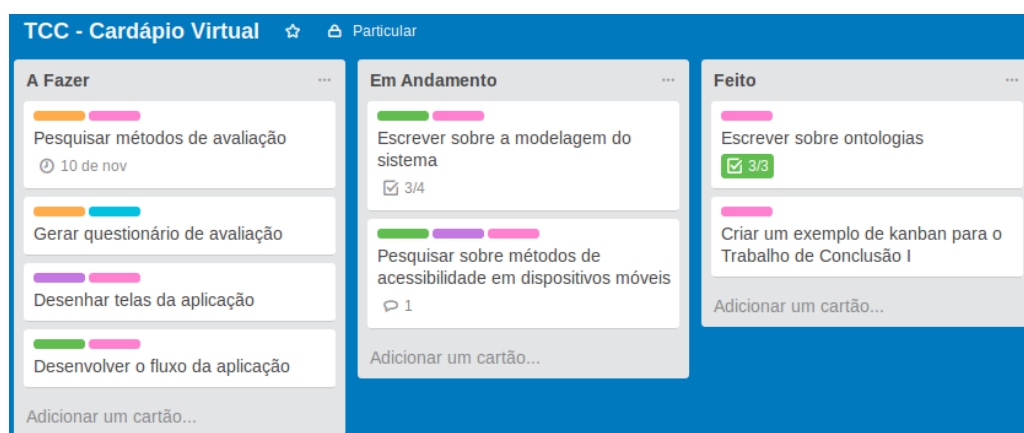 TCC - Cardápio Virtual
Particular
A Fazer
Pesquisar métodos de avaliação
10 de nov
Gerar questionário de avaliação
Desenhar telas da aplicação
Desenvolver o fluxo da aplicação
Adicionar um cartão...
Em Andamento
Escrever sobre a modelagem do
sistema
3/4
Pesquisar sobre métodos de
acessibilidade em dispositivos móveis
1
Adicionar um cartão...
Feito
Escrever sobre ontologias
3/3
Criar um exemplo de kanban para o
Trabalho de Conclusão I
Adicionar um cartão...